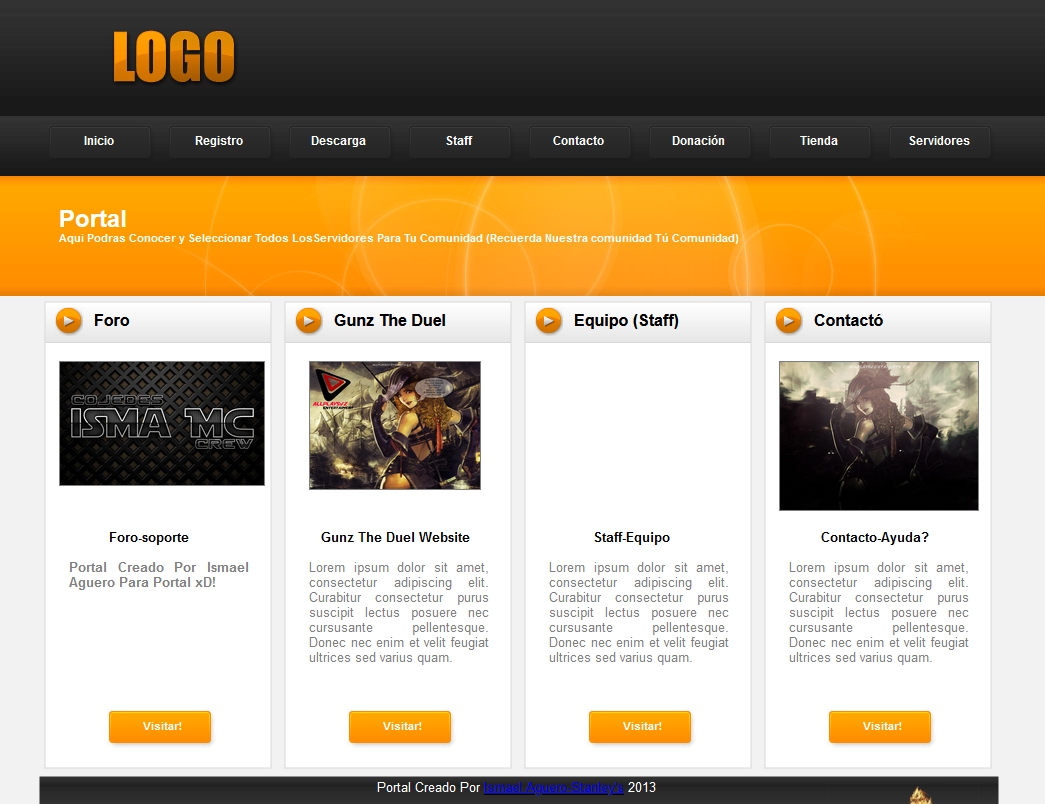 LOGO
Inicio Registro Descarga Staff Contacto Donación Tienda Servidores
Portal
Aqui Podras Conocer y Seleccionar Todos LosServidores Para Tu Comunidad (Recuerda Nuestra comunidad Tú Comunidad)
Foro
COJEDES
ISMA MC
CREW
Foro-soporte
Portal Creado Por Ismael
Aguero Para Portal xD!
Visitar!
Gunz The Duel
ENTERTAIMENT
Gunz The Duel Website
Lorem ipsum dolor sit amet,
consectetur adipiscing elit.
Curabitur consectetur purus
suscipit lectus posuere nec
cursusante pellentesque.
Donec nec enim et velit feugiat
ultrices sed varius quam.
Visitar!
Equipo (Staff)
Staff-Equipo
Lorem ipsum dolor sit amet,
consectetur adipiscing elit.
Curabitur consectetur purus
suscipit lectus posuere nec
cursusante pellentesque.
Donec nec enim et velit feugiat
ultrices sed varius quam.
Visitar!
Contactó
Contacto-Ayuda?
Lorem ipsum dolor sit amet,
consectetur adipiscing elit.
Curabitur consectetur purus
suscipit lectus posuere nec
cursusante pellentesque.
Donec nec enim et velit feugiat
ultrices sed varius quam.
Visitar!
Portal Creado Por Ismael Aguero 2013